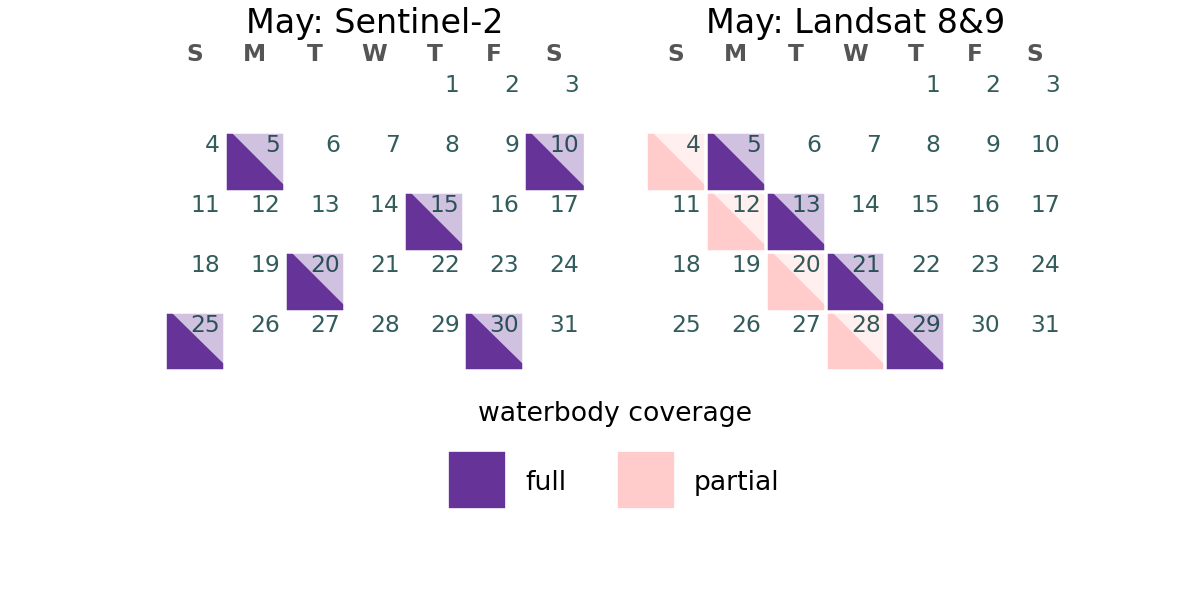 May: Sentinel-2
S M T W T F S
1 2 3
4 5 6 7 8 9 10
11 12 13 14 15 16 17
18 19 20 21 22 23 24
25 26 27 28 29 30 31
May: Landsat 8&9
S M T W T F S
1 2 3
4 5 6 7 8 9 10
11 12 13 14 15 16 17
18 19 20 21 22 23 24
25 26 27 28 29 30 31
waterbody coverage
full
partial